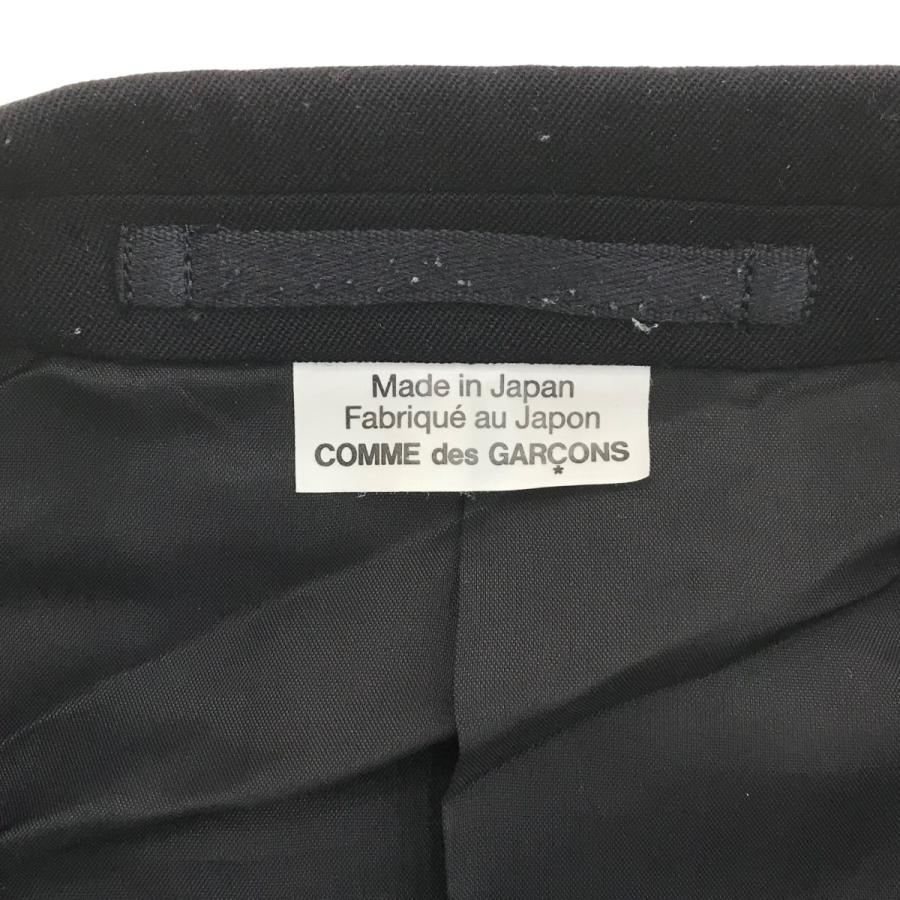 Made in Japan
Fabriqué au Japon
COMME des GARÇONS
*